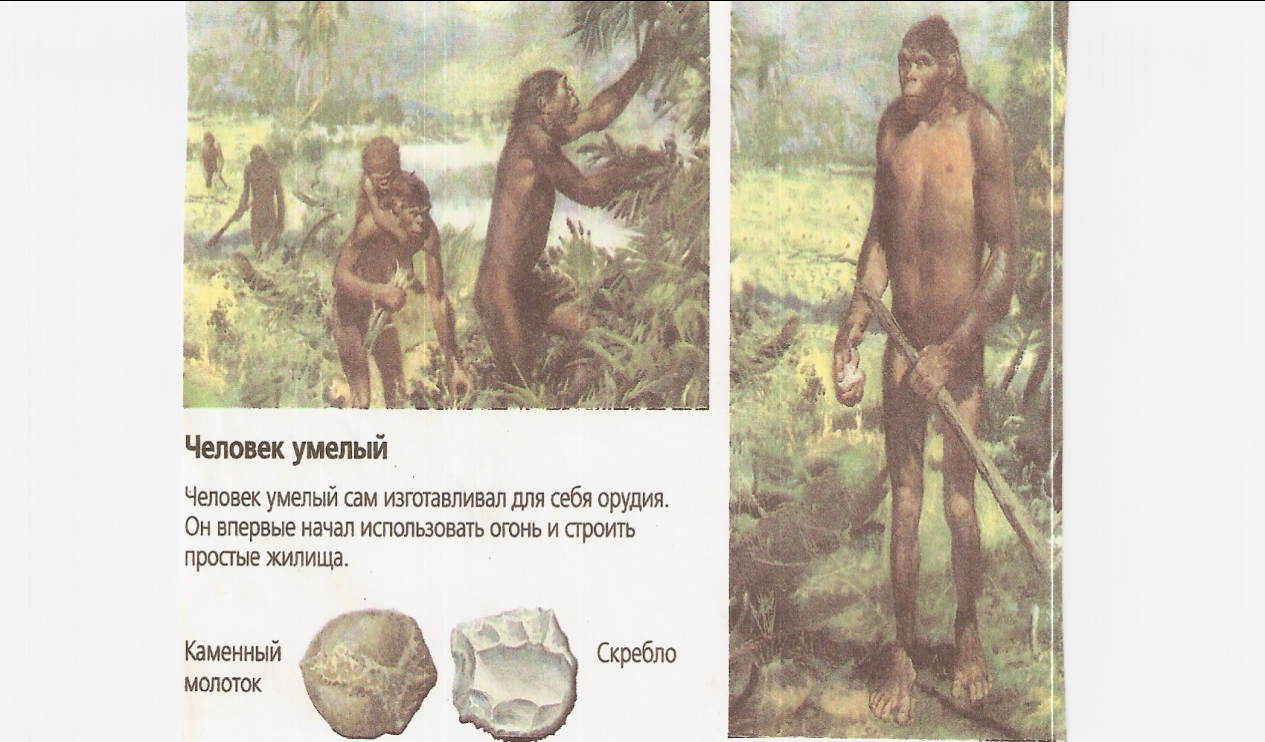 Человек умелый
Человек умелый сам изготавливал для себя орудия.
Он впервые начал использовать огонь и строить
простые жилища.
Каменный
молоток
Скребло